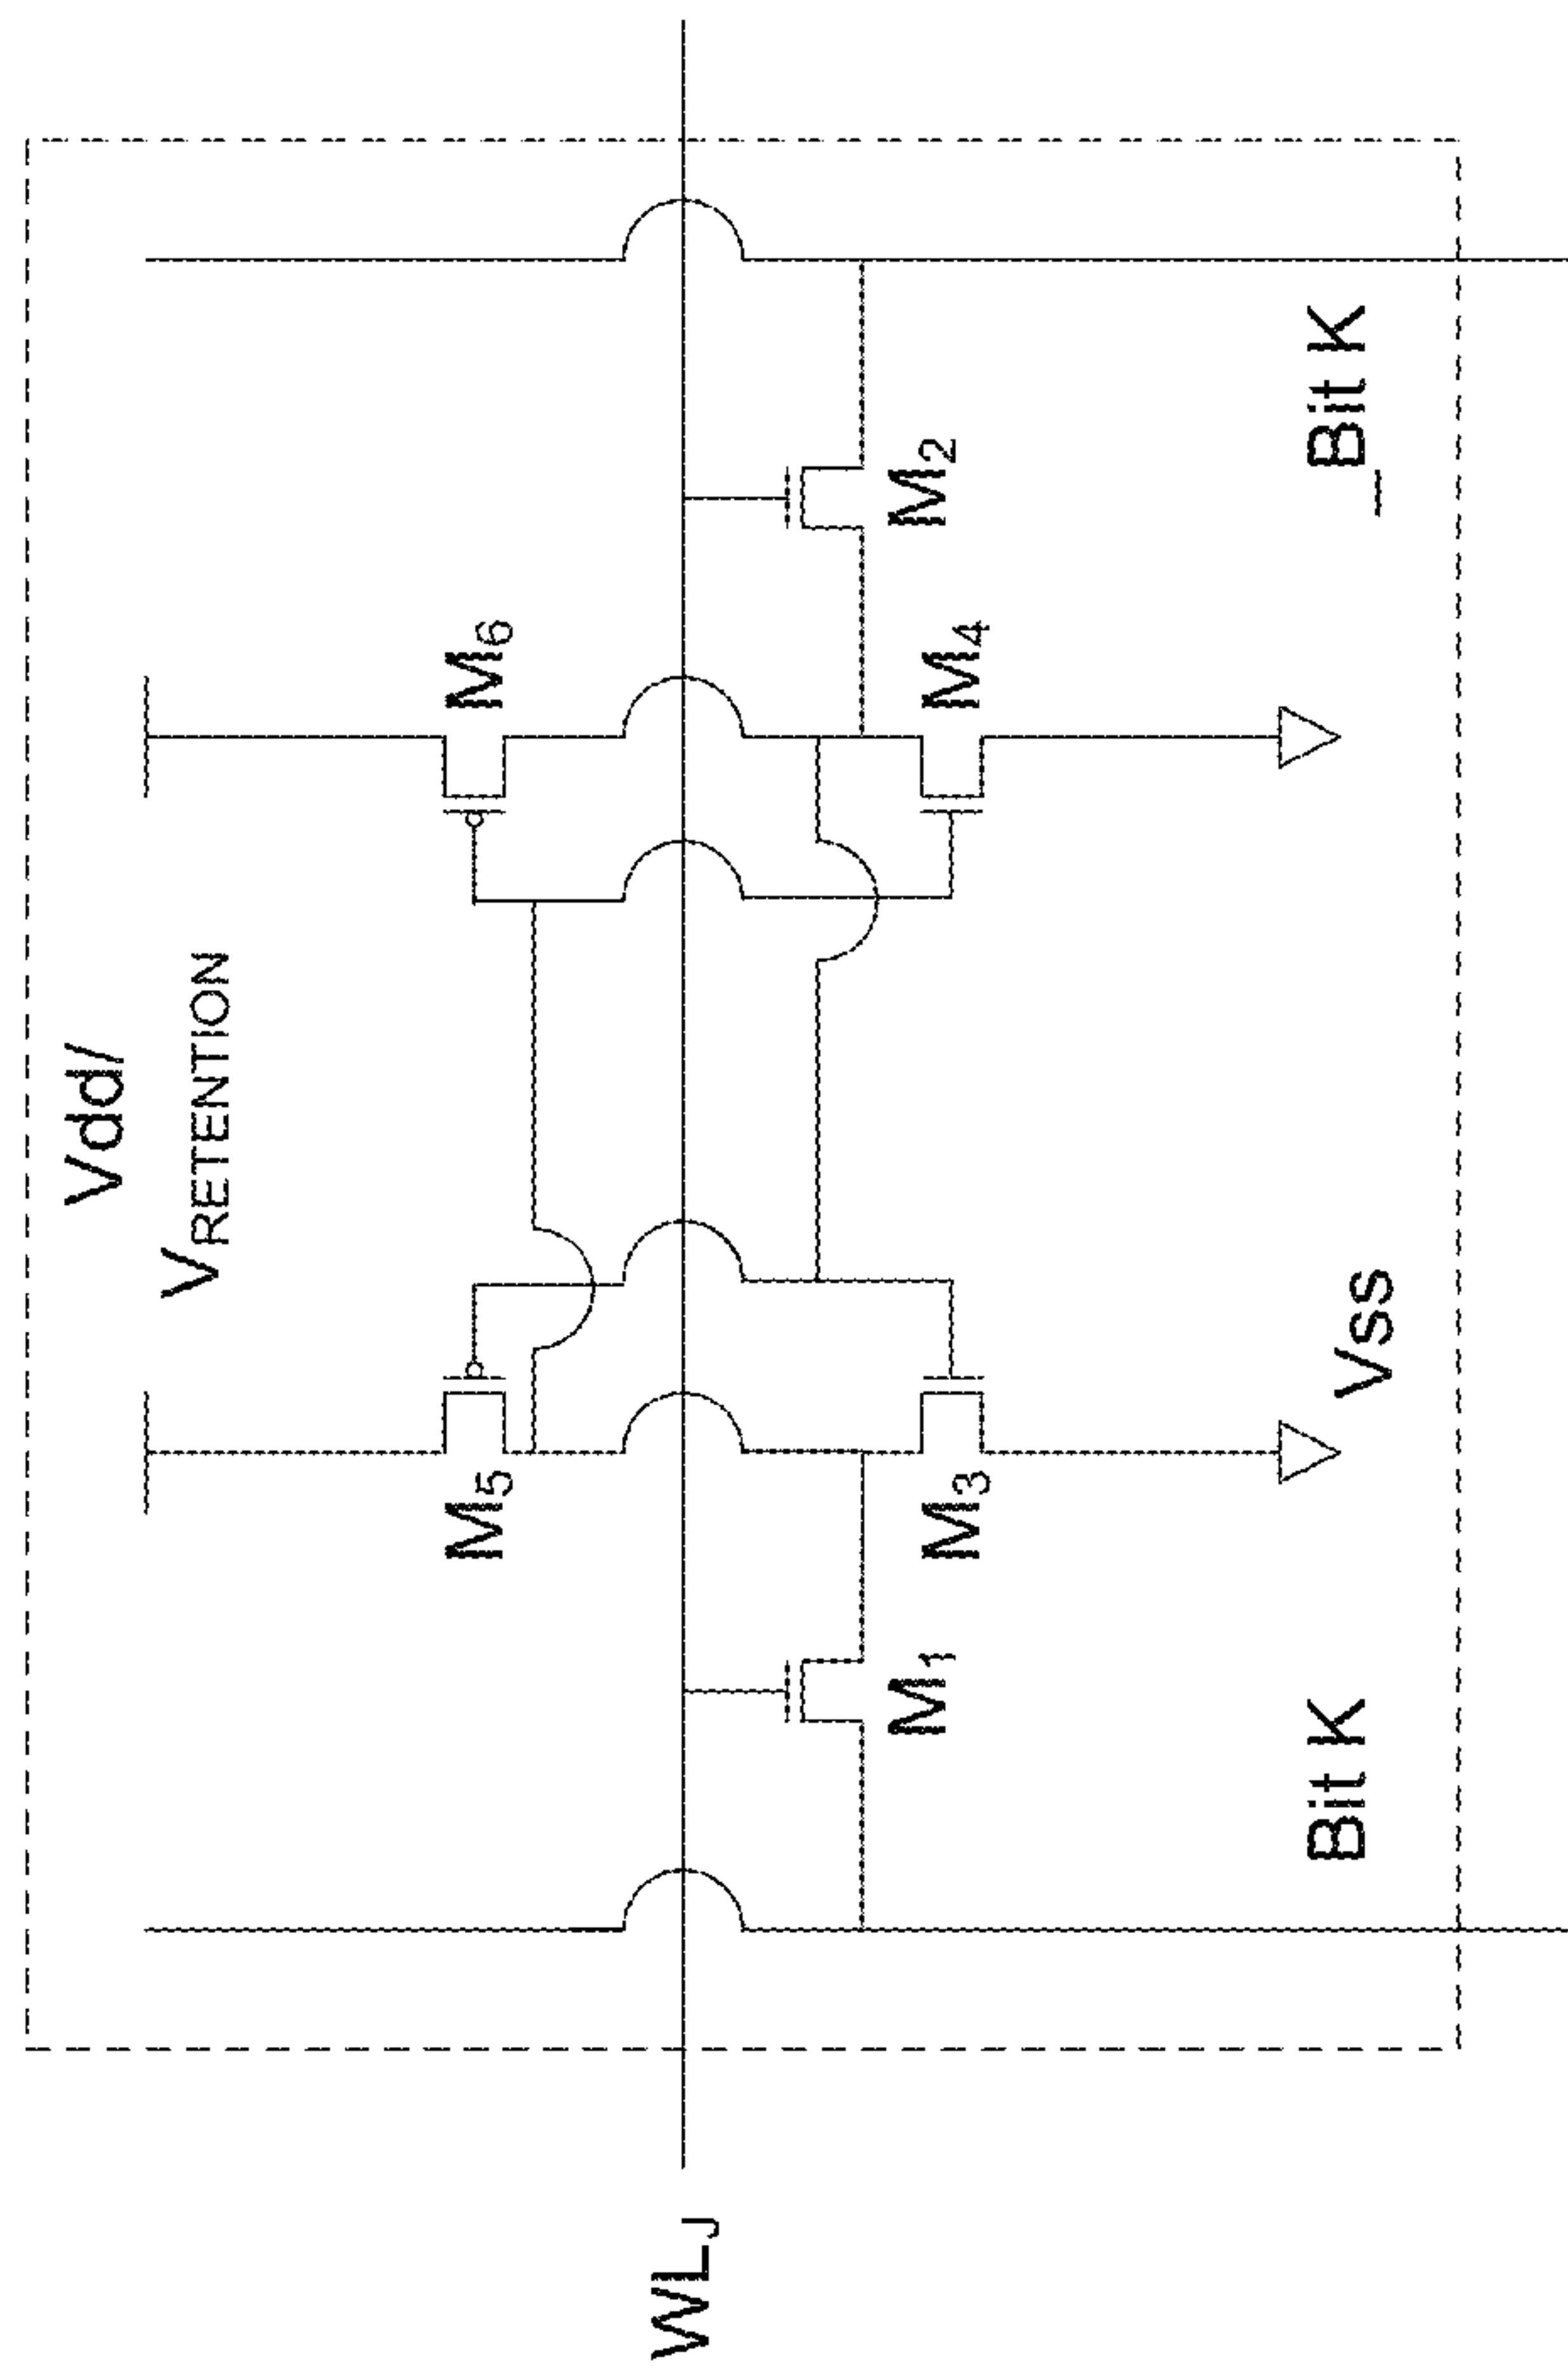 Vdd/
VRETENTION
M5
M6
WLJ
M1
M2
M3
M4
Bit K
Vss
_Bit K